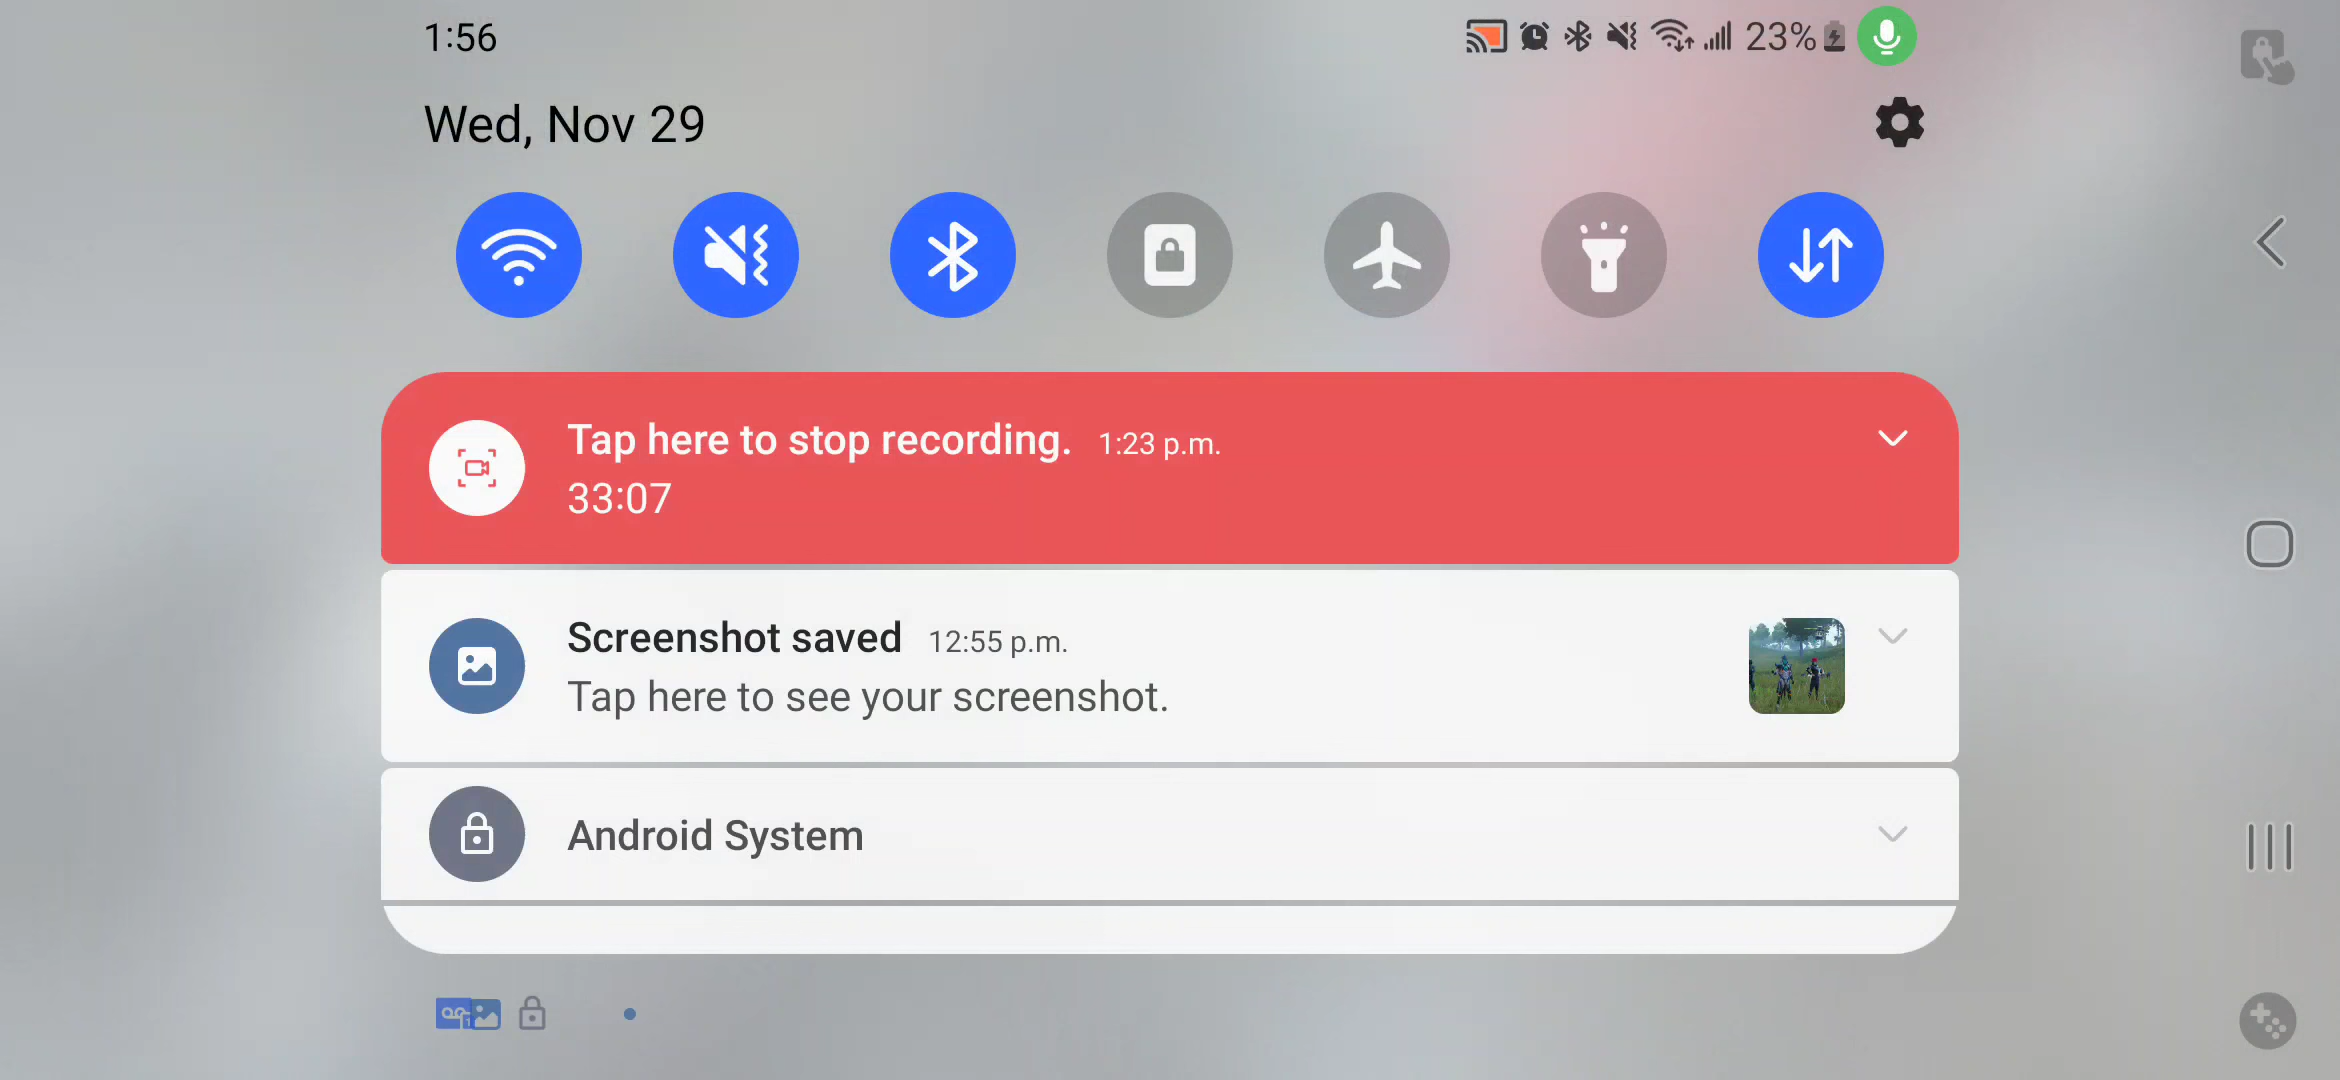 1:56
23%
Wed, Nov 29
Tap here to stop recording. 1:23 p.m.
33:07
Screenshot saved 12:55 p.m.
Tap here to see your screenshot.
Android System